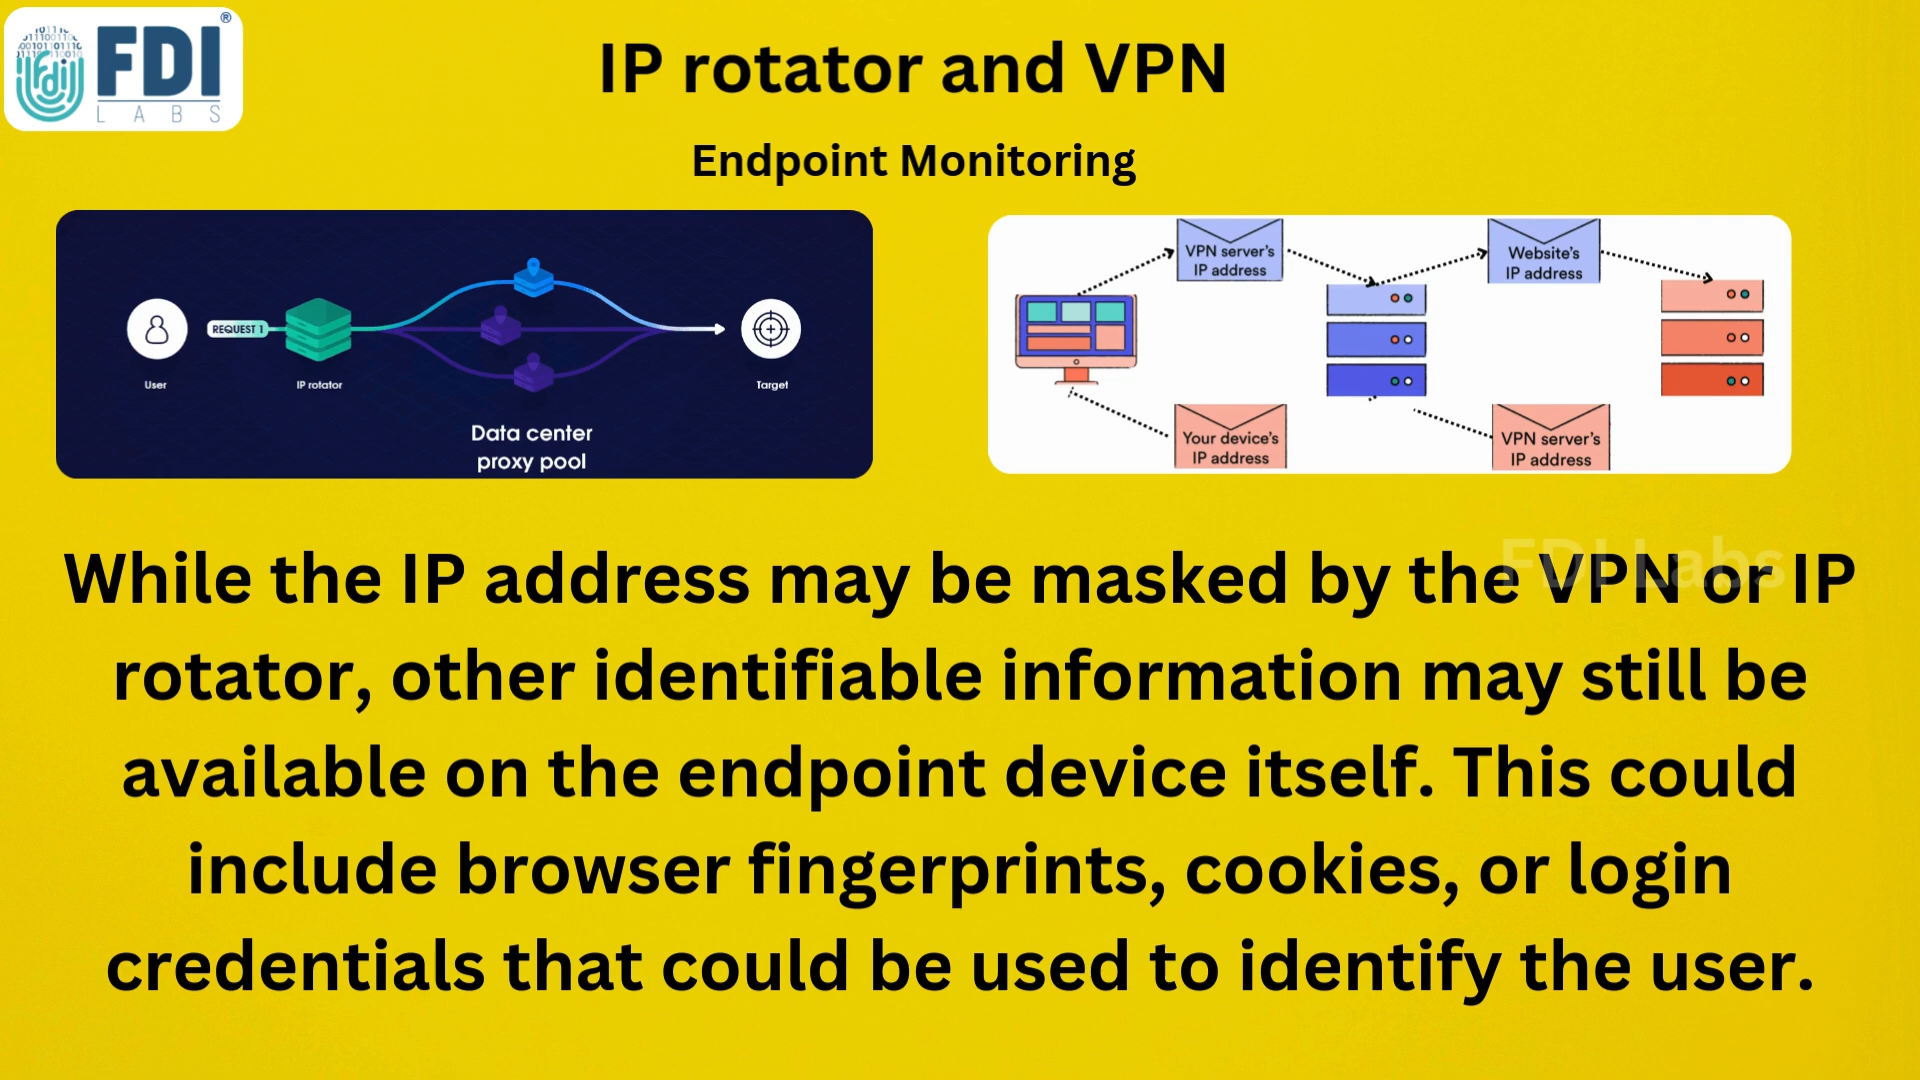 FDI®
LABS
IP rotator and VPN
Endpoint Monitoring
User
REQUEST 1
IP rotator
Target
Data center
proxy pool
VPN server's
IP address
Website's
IP address
Your device's
IP address
VPN server's
IP address
FDI Labs
While the IP address may be masked by the VPN or IP
rotator, other identifiable information may still be
available on the endpoint device itself. This could
include browser fingerprints, cookies, or login
credentials that could be used to identify the user.